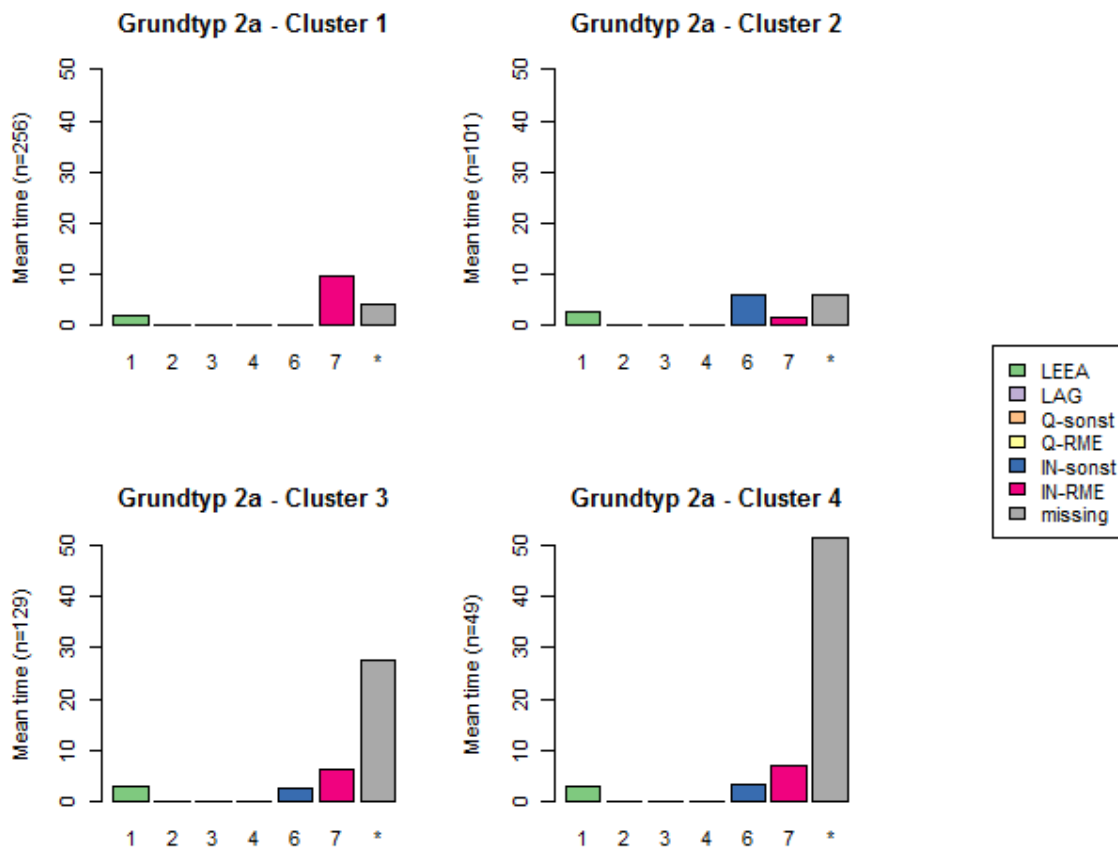 Grundtyp 2a - Cluster 1
Mean time (n=256)
50
40
30
20
10
0
1 2 3 4 6 7 *
Grundtyp 2a - Cluster 2
Mean time (n=101)
50
40
30
20
10
0
1 2 3 4 6 7 *
LEEA
LAG
Q-sonst
Q-RME
IN-sonst
IN-RME
missing
Grundtyp 2a - Cluster 3
Mean time (n=129)
50
40
30
20
10
0
1 2 3 4 6 7 *
Grundtyp 2a - Cluster 4
Mean time (n=49)
50
40
30
20
10
0
1 2 3 4 6 7 *